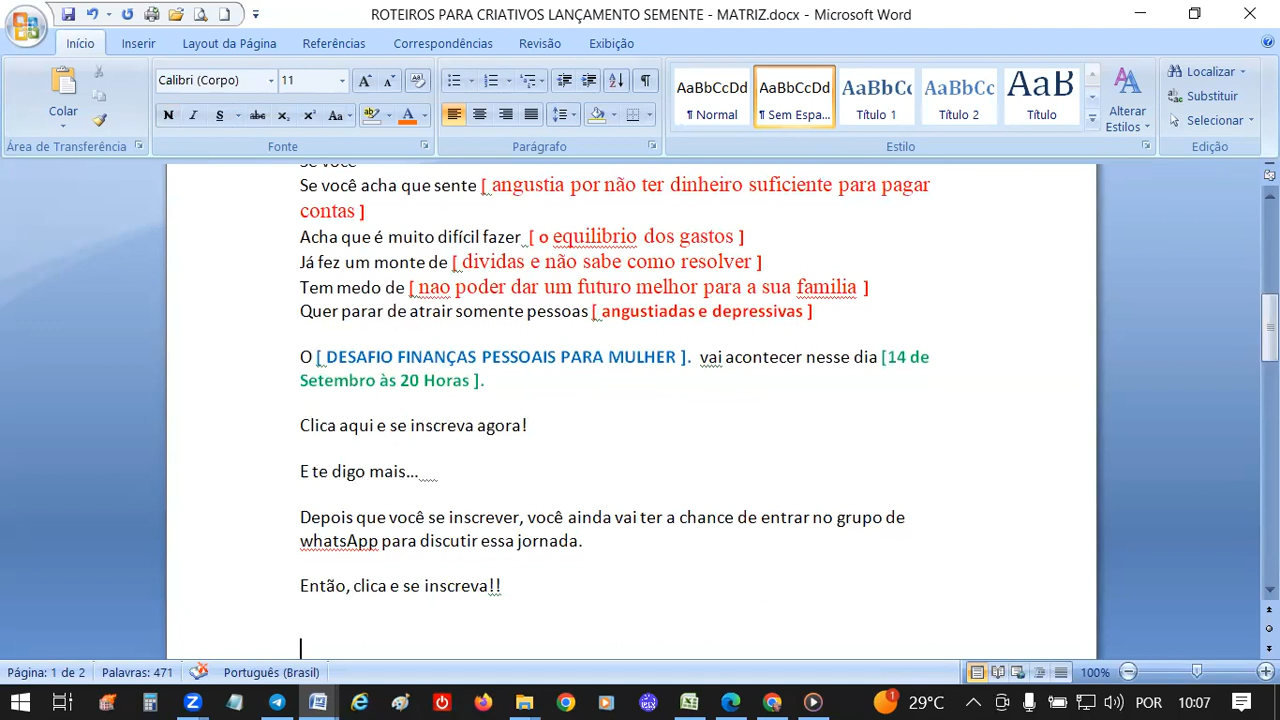 ROTEIROS PARA CRIATIVOS LANÇAMENTO SEMENTE - MATRIZ.docx - Microsoft Word
Início Inserir Layout da Página Referências Correspondências Revisão Exibição
Calibri (Corpo) 11
AaBbCcDd AaBbCcDd AaBbCc AaBbCc AaB
Localizar
Substituir
Selecionar
Colar
¶ Normal ¶ Sem Espa... Título 1 Título 2 Título
Alterar
Estilos
Área de Transferência Fonte Parágrafo Estilo Edição
Se você
Se você acha que sente [ angustia por não ter dinheiro suficiente para pagar
contas ]
Acha que é muito difícil fazer [ o equilibrio dos gastos ]
Já fez um monte de [ dividas e não sabe como resolver ]
Tem medo de [ nao poder dar um futuro melhor para a sua familia ]
Quer parar de atrair somente pessoas [ angustiadas e depressivas ]
O [ DESAFIO FINANÇAS PESSOAIS PARA MULHER ]. vai acontecer nesse dia [14 de
Setembro às 20 Horas ].
Clica aqui e se inscreva agora!
E te digo mais...
Depois que você se inscrever, você ainda vai ter a chance de entrar no grupo de
whatsApp para discutir essa jornada.
Então, clica e se inscreva!!
Página: 1 de 2 Palavras: 471 Português (Brasil) 100%
29°C POR 10:07